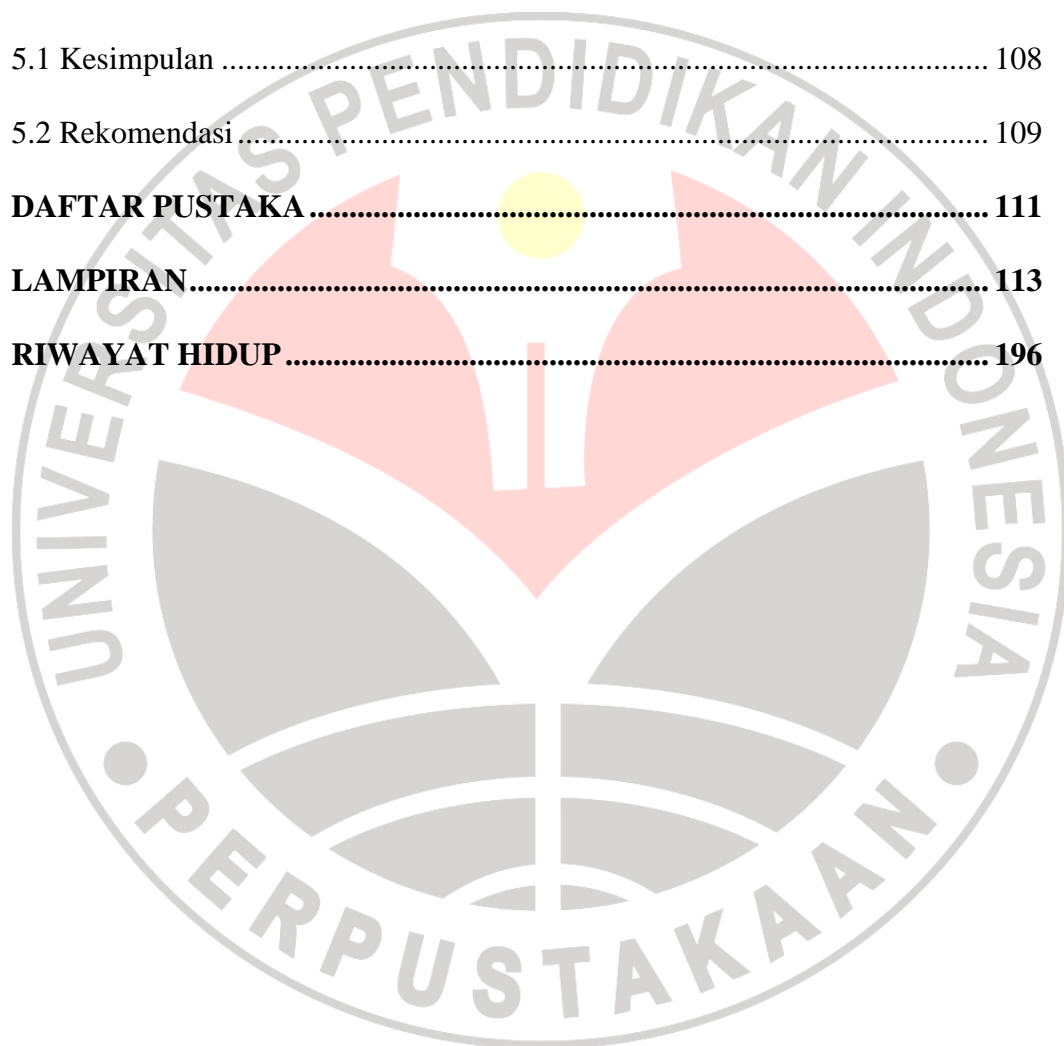 5.1 Kesimpulan ................................................................................................ 108
5.2 Rekomendasi .............................................................................................. 109
DAFTAR PUSTAKA ..................................................................................... 111
LAMPIRAN.................................................................................................... 113
RIWAYAT HIDUP ........................................................................................ 196
UNIVERSITAS PENDIDIKAN INDONESIA
PERPUSTAKAAN